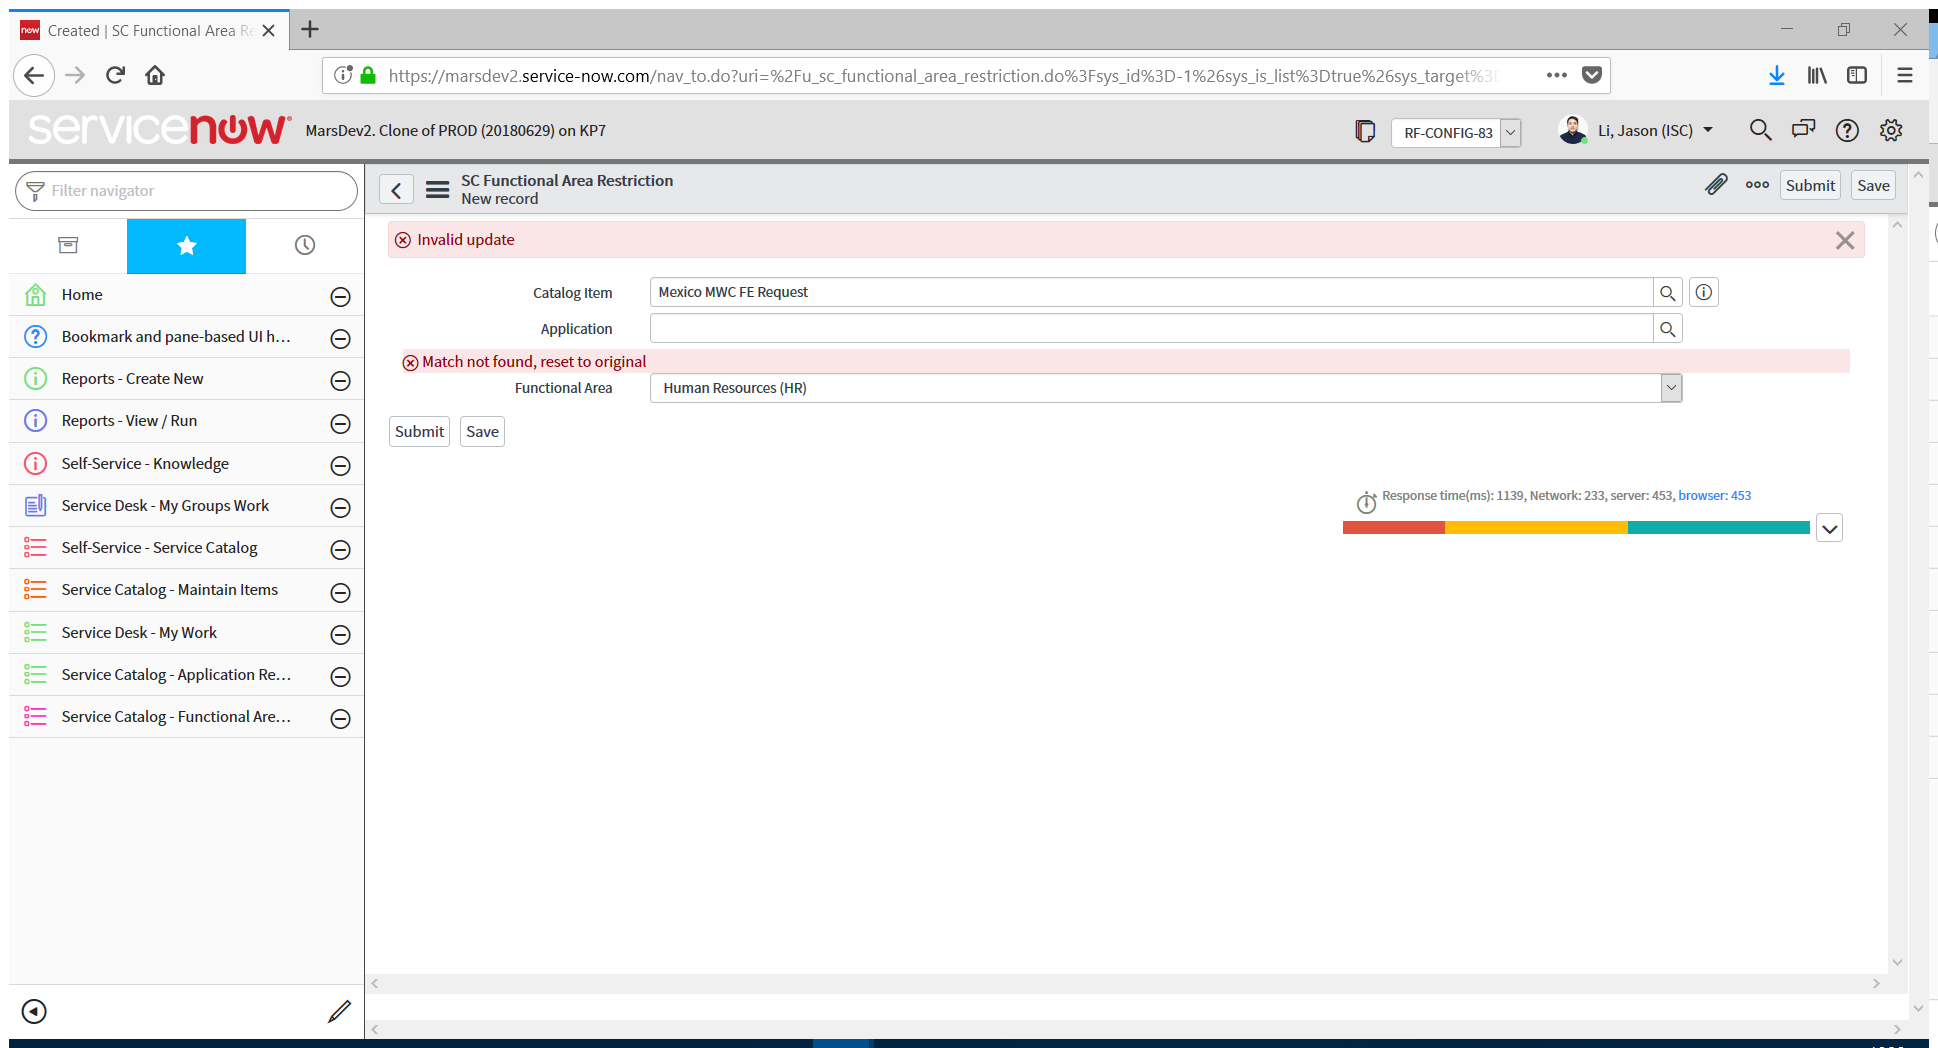 now Created | SC Functional Area Re
https://marsdev2.service-now.com/nav_to.do?uri=%2Fu_sc_functional_area_restriction.do%3Fsys_id%3D-1%26sys_is_list%3Dtrue%26sys_target%3D
servicenow MarsDev2. Clone of PROD (20180629) on KP7
RF-CONFIG-83
Li, Jason (ISC)
Filter navigator
SC Functional Area Restriction
New record
Submit
Save
Invalid update
Home
Bookmark and pane-based UI h...
Reports - Create New
Reports - View / Run
Self-Service - Knowledge
Service Desk - My Groups Work
Self-Service - Service Catalog
Service Catalog - Maintain Items
Service Desk - My Work
Service Catalog - Application Re...
Service Catalog - Functional Are...
Catalog Item Mexico MWC FE Request
Application
Match not found, reset to original
Functional Area Human Resources (HR)
Submit Save
Response time(ms): 1139, Network: 233, server: 453, browser: 453